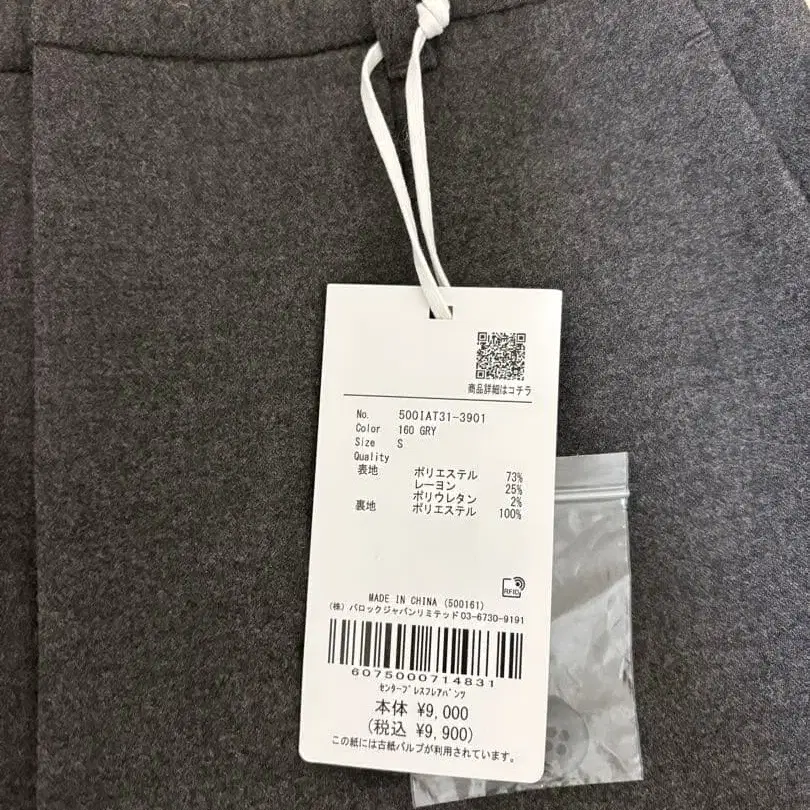 商品詳細はコチラ
No. 500IAT31-3901
Color 160 GRY
Size S
Quality
表地 ポリエステル 73%
レーヨン 25%
ポリウレタン 2%
裏地 ポリエステル 100%
RFID
MADE IN CHINA (500161)
(株) バロックジャパンリミテッド 03-6730-9191
6075000714831
ｾﾝﾀｰﾌﾟﾚｽﾌﾚｱﾊﾟﾝﾂ
本体 ¥9,000
(税込 ¥9,900)
この紙には古紙パルプが利用されています。